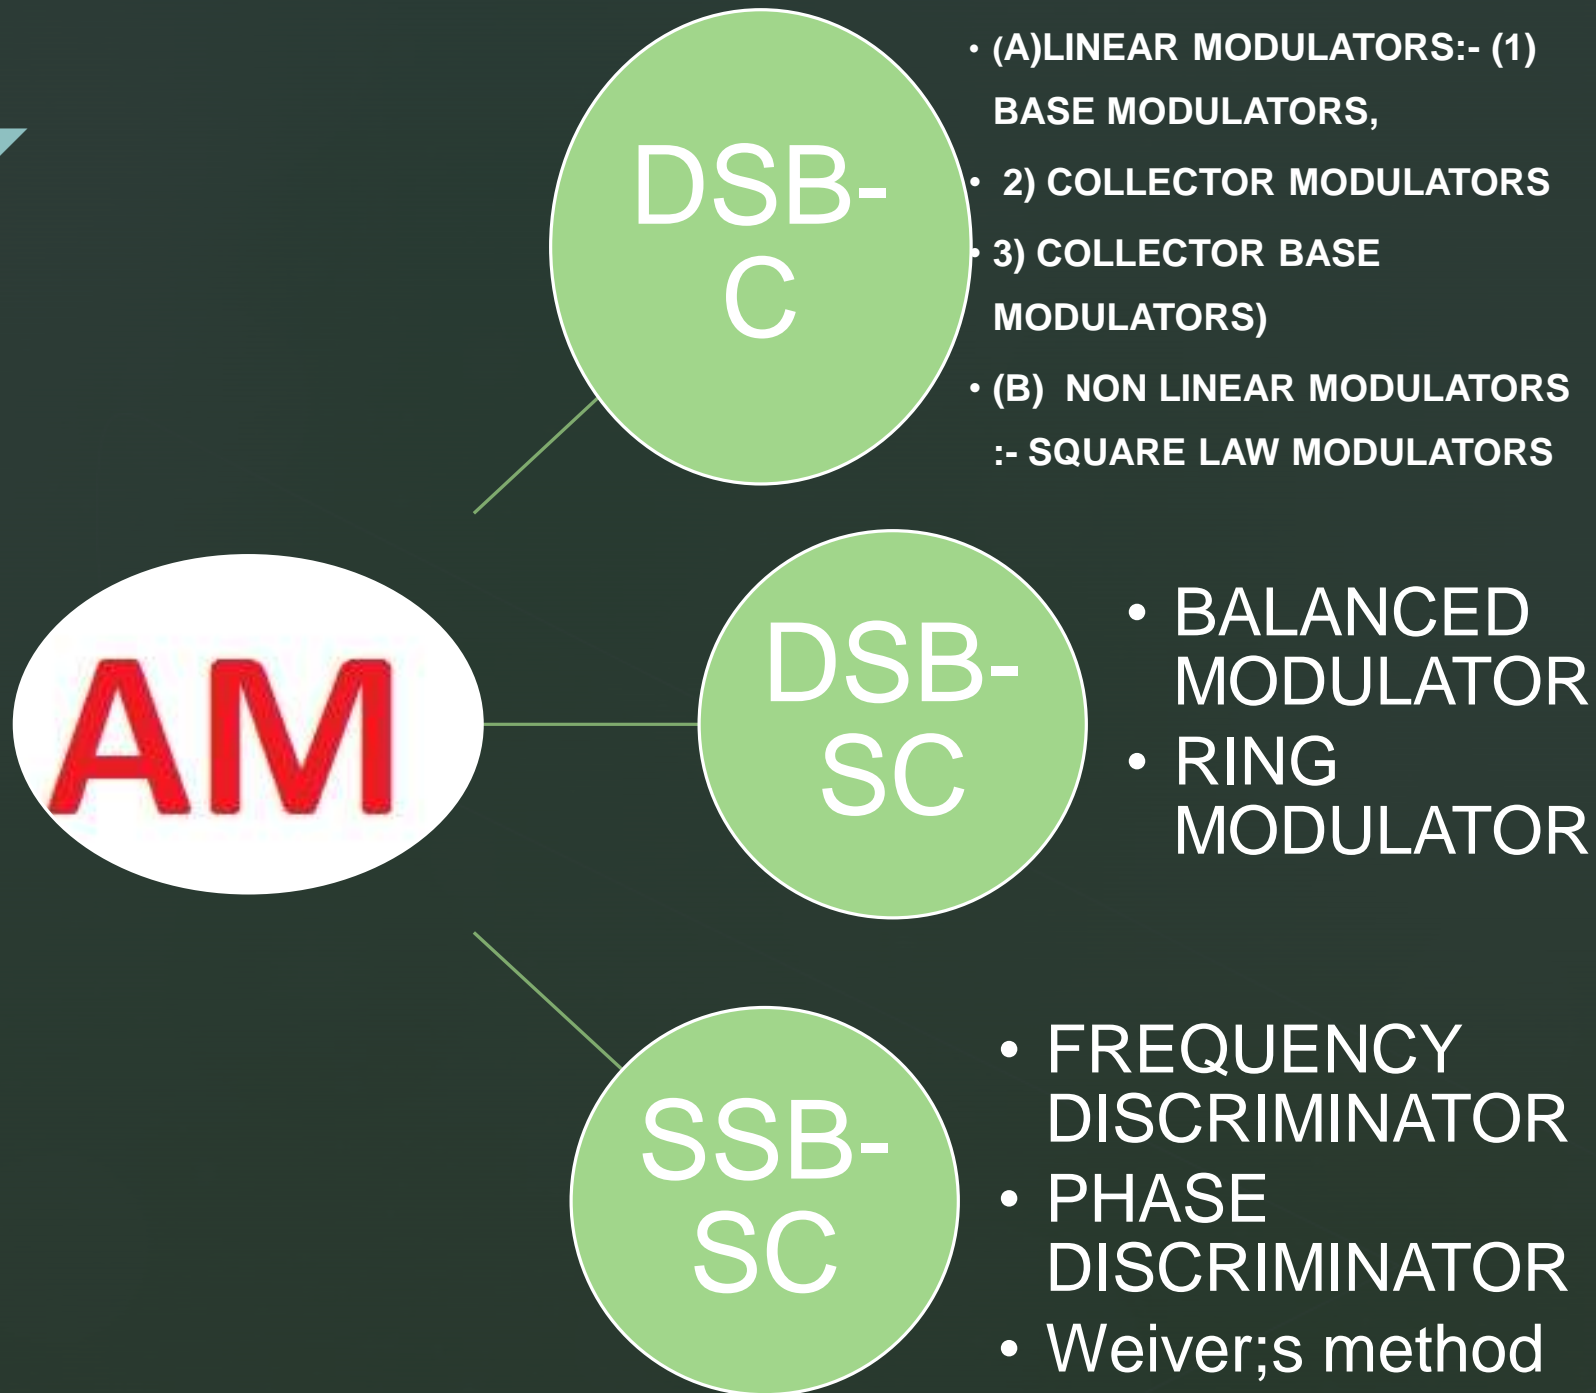 AM
DSB-
C
• (A)LINEAR MODULATORS:- (1)
BASE MODULATORS,
• 2) COLLECTOR MODULATORS
• 3) COLLECTOR BASE
MODULATORS)
• (B) NON LINEAR MODULATORS
:- SQUARE LAW MODULATORS
DSB-
SC
• BALANCED
MODULATOR
• RING
MODULATOR
SSB-
SC
• FREQUENCY
DISCRIMINATOR
• PHASE
DISCRIMINATOR
• Weiver;s method